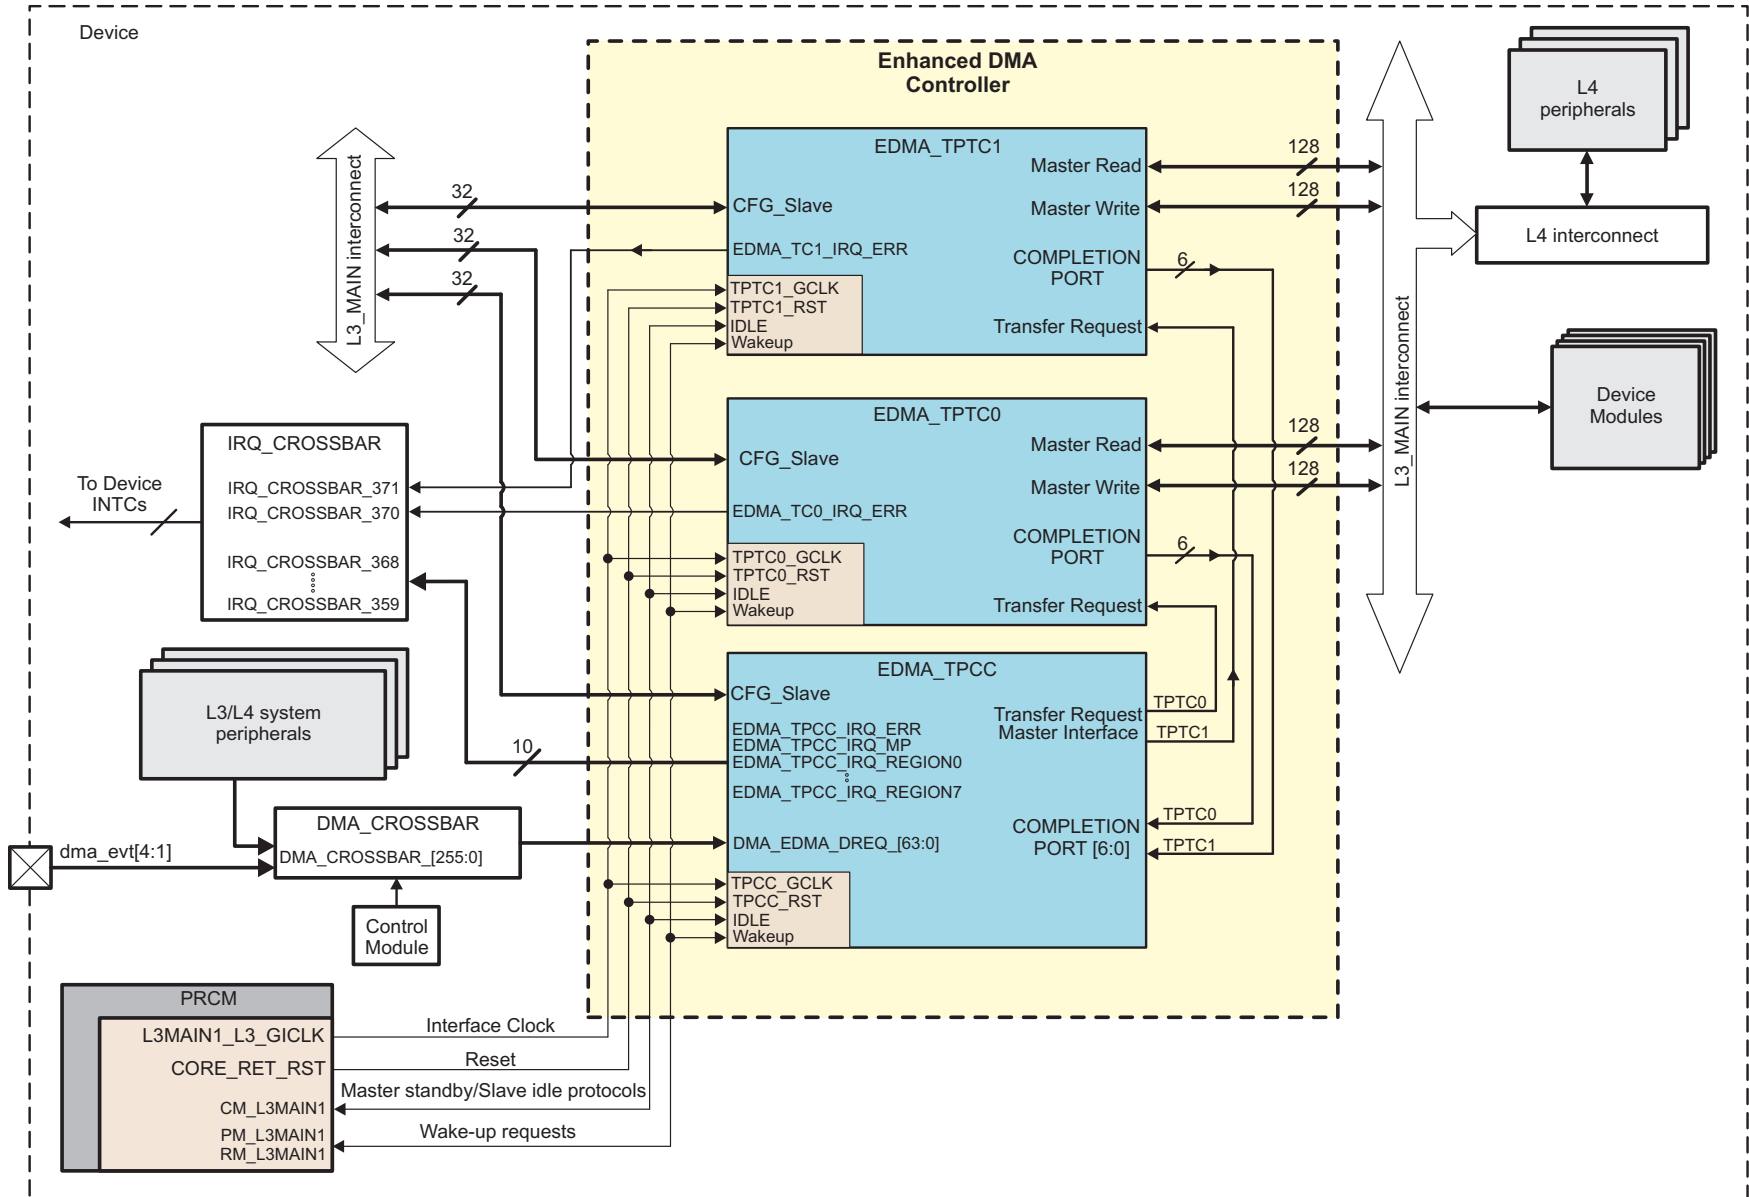 Device
Enhanced DMA
Controller
L3_MAIN interconnect
32
32
32
EDMA_TPTC1
CFG_Slave
EDMA_TC1_IRQ_ERR
TPTC1_GCLK
TPTC1_RST
IDLE
Wakeup
Master Read
Master Write
COMPLETION
PORT
Transfer Request
128
128
6
L3_MAIN interconnect
L4
peripherals
L4 interconnect
Device
Modules
IRQ_CROSSBAR
IRQ_CROSSBAR_371
IRQ_CROSSBAR_370
IRQ_CROSSBAR_368
IRQ_CROSSBAR_359
To Device
INTCs
EDMA_TPTC0
CFG_Slave
EDMA_TC0_IRQ_ERR
TPTC0_GCLK
TPTC0_RST
IDLE
Wakeup
Master Read
Master Write
COMPLETION
PORT
Transfer Request
128
128
6
L3/L4 system
peripherals
10
EDMA_TPCC
CFG_Slave
EDMA_TPCC_IRQ_ERR
EDMA_TPCC_IRQ_MP
EDMA_TPCC_IRQ_REGION0
EDMA_TPCC_IRQ_REGION7
DMA_EDMA_DREQ_[63:0]
TPCC_GCLK
TPCC_RST
IDLE
Wakeup
Transfer Request
Master Interface
TPTC0
TPTC1
COMPLETION
PORT [6:0]
TPTC0
TPTC1
DMA_CROSSBAR
DMA_CROSSBAR_[255:0]
dma_evt[4:1]
Control
Module
PRCM
L3MAIN1_L3_GICLK
CORE_RET_RST
CM_L3MAIN1
PM_L3MAIN1
RM_L3MAIN1
Interface Clock
Reset
Master standby/Slave idle protocols
Wake-up requests